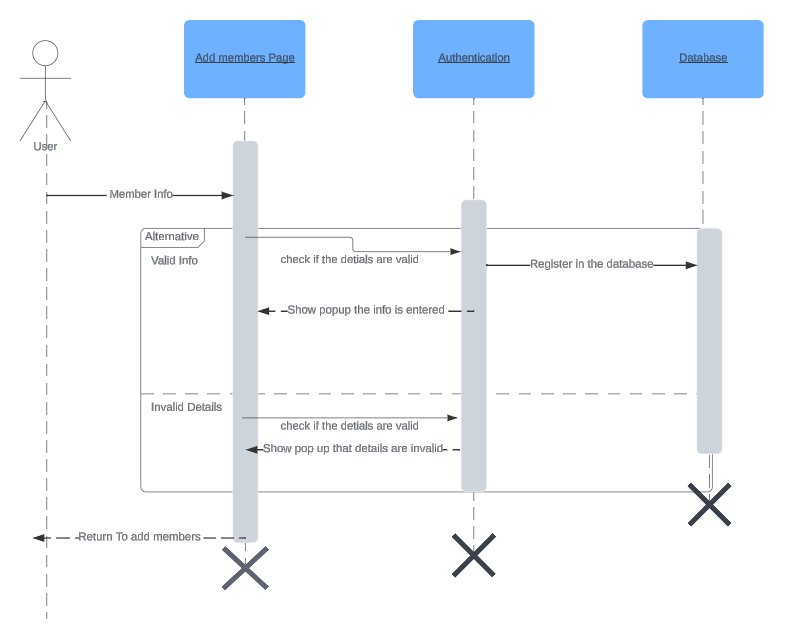 Add members Page
Authentication
Database
User
Member Info
Alternative
Valid Info
check if the detials are valid
Register in the database
Show popup the info is entered
Invalid Details
check if the detials are valid
Show pop up that details are invalid
Return To add members